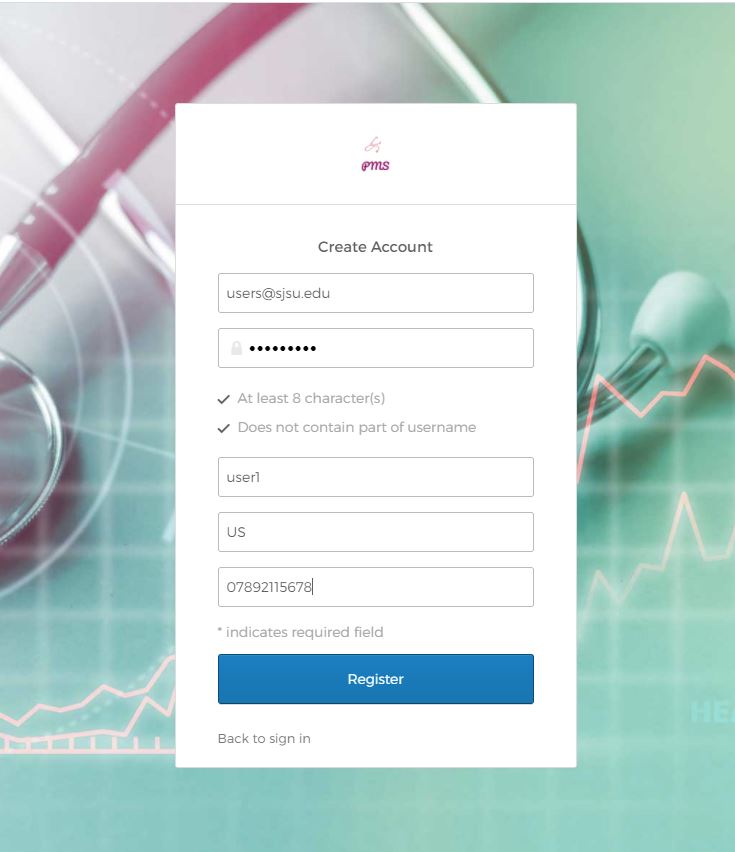 PMS
Create Account
users@sjsu.edu
•••••••••
At least 8 character(s)
Does not contain part of username
user1
US
07892115678
* indicates required field
Register
Back to sign in